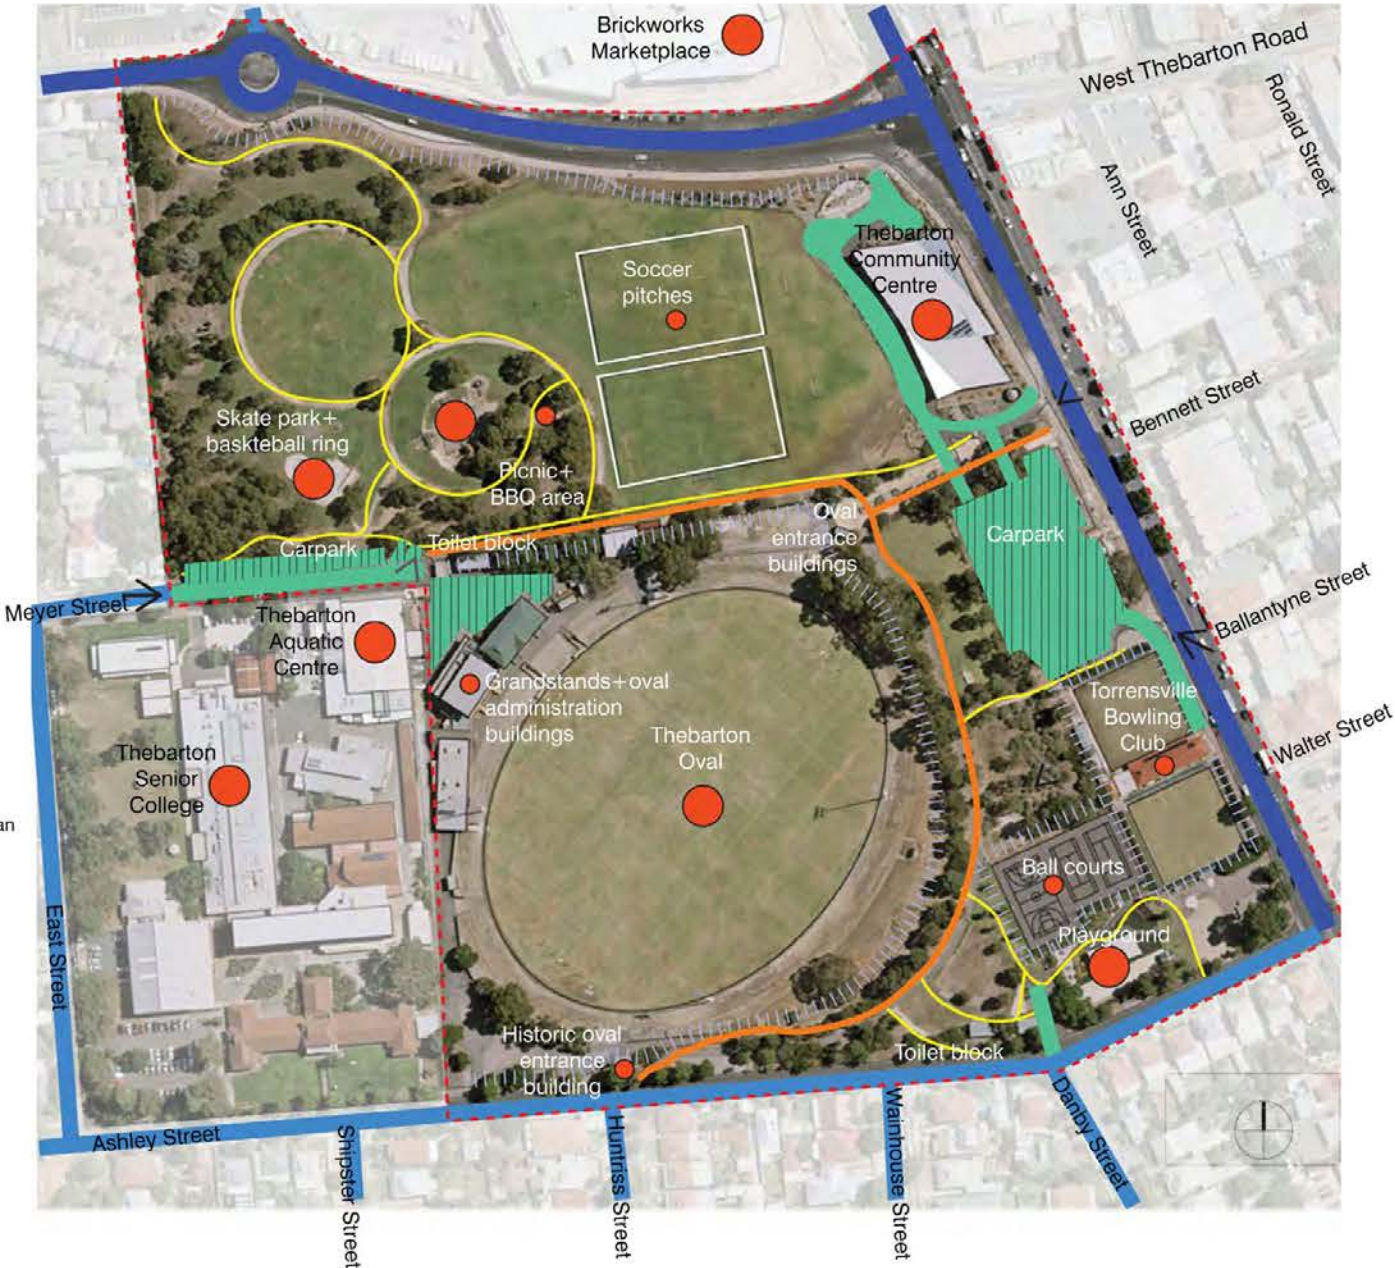 Brickworks
Marketplace
West Thebarton Road
Ronald Street
Ann Street
Thebarton
Community
Centre
Soccer
pitches
Bennett Street
Skate park+
baskteball ring
Picnic+
BBQ area
Oval
entrance
buildings
Carpark
Carpark
Toilet block
Meyer Street
Ballantyne Street
Thebarton
Aquatic
Centre
Grandstands+oval
administration
buildings
Torrensville
Bowling
Club
Walter Street
Thebarton
Oval
Thebarton
Senior
College
an
Ball courts
East Street
Playground
Historic oval
entrance
building
Toilet block
Ashley Street
Shipster Street
Huntriss Street
Wainhouse Street
Danby Street